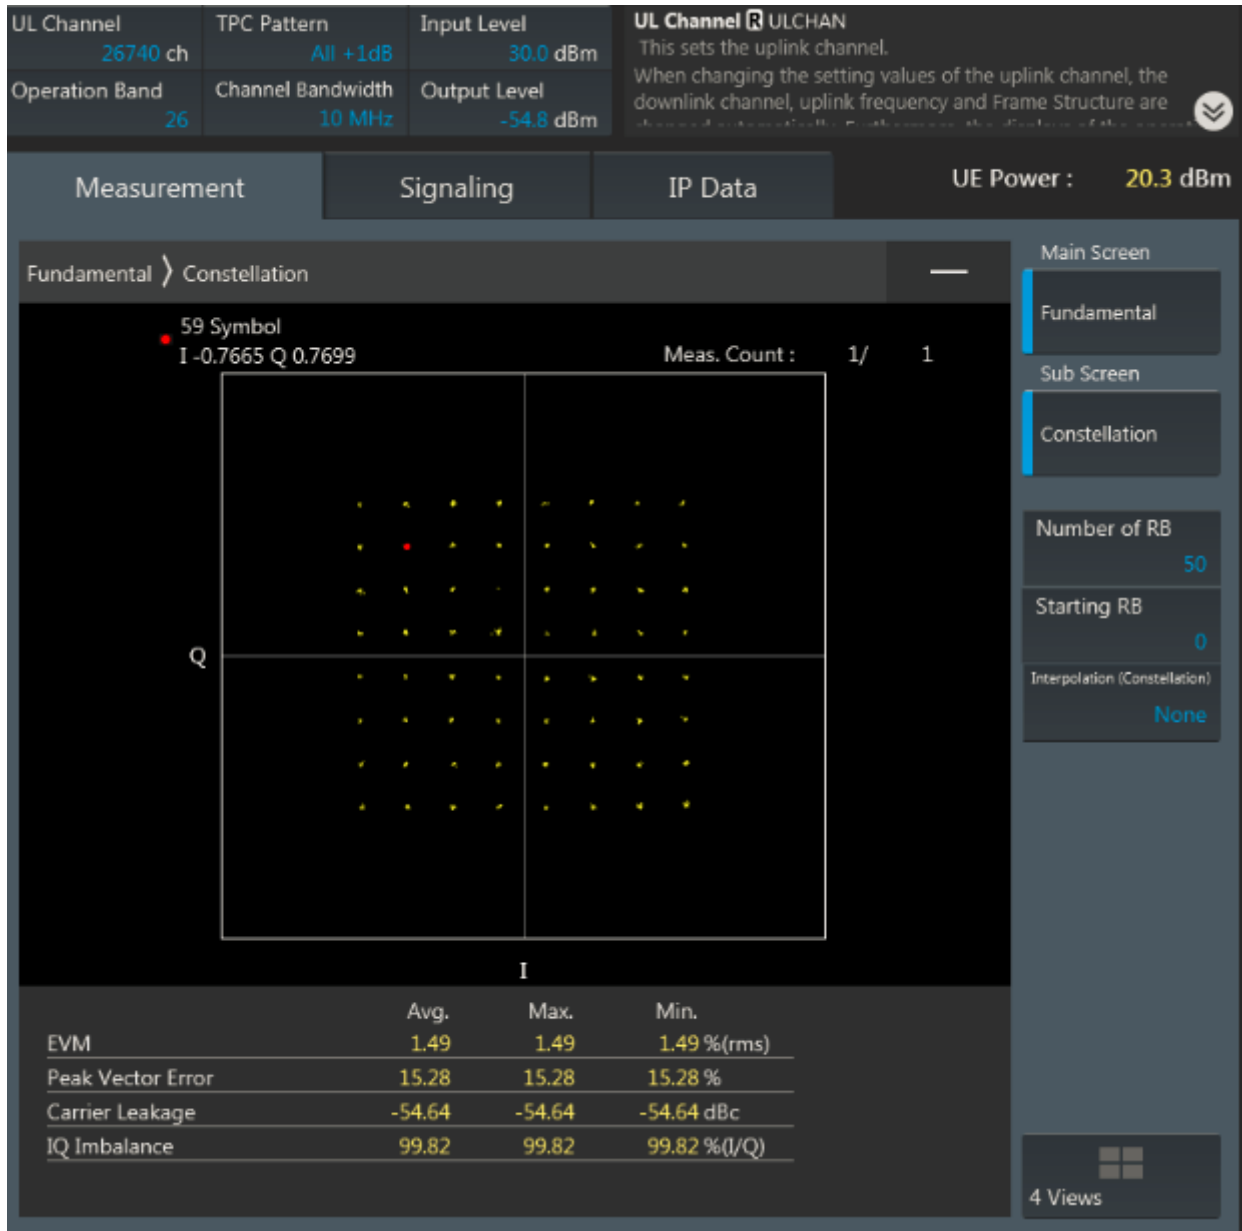 UL Channel
26740 ch
TPC Pattern
All +1dB
Input Level
30.0 dBm
Operation Band
26
Channel Bandwidth
10 MHz
Output Level
-54.8 dBm
UL Channel R ULCHAN
This sets the uplink channel.
When changing the setting values of the uplink channel, the
downlink channel, uplink frequency and Frame Structure are
Measurement
Signaling
IP Data
UE Power : 20.3 dBm
Fundamental 〉 Constellation
59 Symbol
I -0.7665 Q 0.7699
Meas. Count : 1/ 1
Q
I
Avg. Max. Min.
EVM 1.49 1.49 1.49 %(rms)
Peak Vector Error 15.28 15.28 15.28 %
Carrier Leakage -54.64 -54.64 -54.64 dBc
IQ Imbalance 99.82 99.82 99.82 %(I/Q)
Main Screen
Fundamental
Sub Screen
Constellation
Number of RB
50
Starting RB
0
Interpolation (Constellation)
None
4 Views